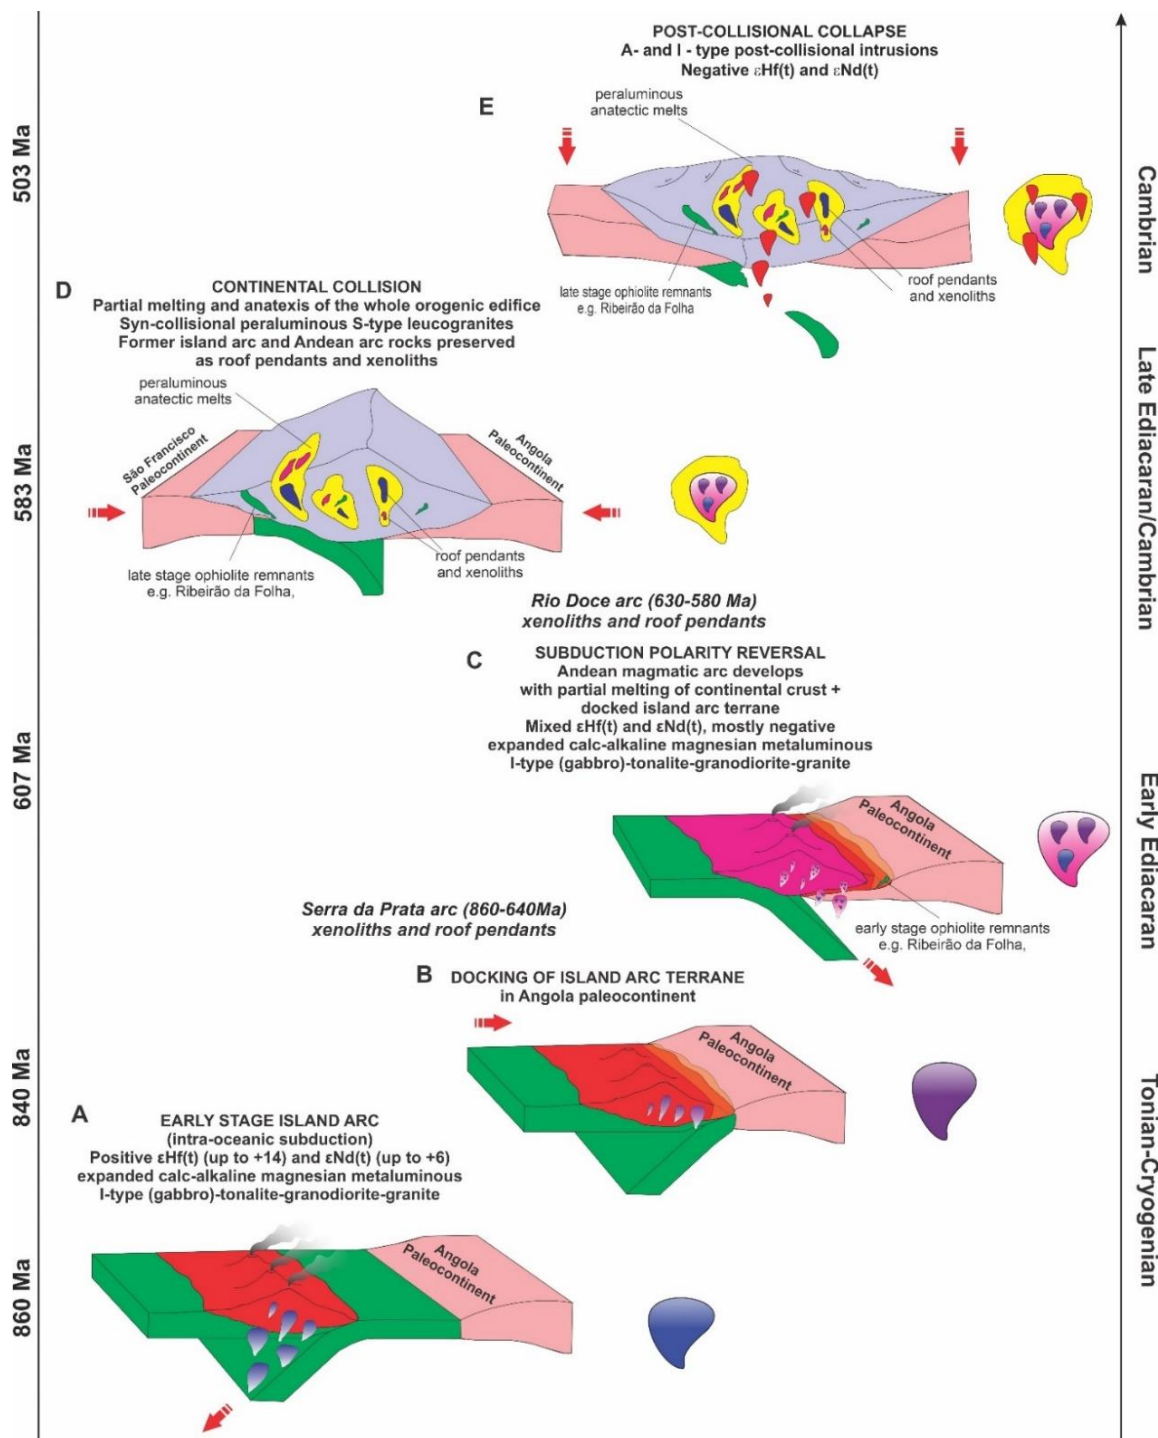 POST-COLLISIONAL COLLAPSE
A- and I - type post-collisional intrusions
Negative εHf(t) and εNd(t)
E
peraluminous
anatectic melts
503 Ma
Cambrian
late stage ophiolite remnants
e.g. Ribeirão da Folha
roof pendants
and xenoliths
D
CONTINENTAL COLLISION
Partial melting and anatexis of the whole orogenic edifice
Syn-collisional peraluminous S-type leucogranites
Former island arc and Andean arc rocks preserved
as roof pendants and xenoliths
peraluminous
anatectic melts
São Francisco
Paleocontinent
Angola
Paleocontinent
583 Ma
Late Ediacaran/Cambrian
late stage ophiolite remnants
e.g. Ribeirão da Folha,
roof pendants
and xenoliths
Rio Doce arc (630-580 Ma)
xenoliths and roof pendants
C
SUBDUCTION POLARITY REVERSAL
Andean magmatic arc develops
with partial melting of continental crust +
docked island arc terrane
Mixed εHf(t) and εNd(t), mostly negative
expanded calc-alkaline magnesian metaluminous
I-type (gabbro)-tonalite-granodiorite-granite
607 Ma
Early Ediacaran
Angola
Paleocontinent
early stage ophiolite remnants
e.g. Ribeirão da Folha,
Serra da Prata arc (860-640Ma)
xenoliths and roof pendants
B
DOCKING OF ISLAND ARC TERRANE
in Angola paleocontinent
Angola
Paleocontinent
840 Ma
Tonian-Cryogenian
A
EARLY STAGE ISLAND ARC
(intra-oceanic subduction)
Positive εHf(t) (up to +14) and εNd(t) (up to +6)
expanded calc-alkaline magnesian metaluminous
I-type (gabbro)-tonalite-granodiorite-granite
Angola
Paleocontinent
860 Ma